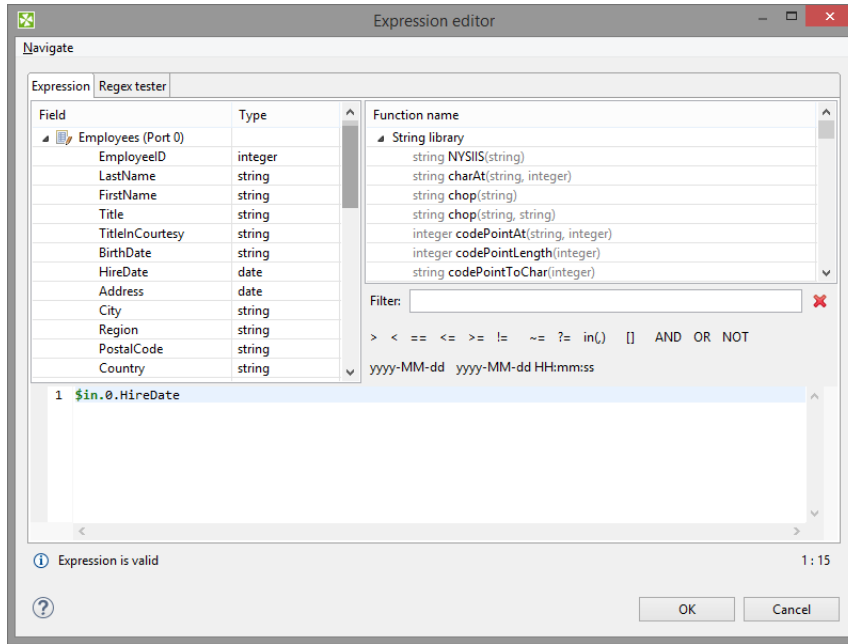 Expression editor
Navigate
Expression Regex tester
Field Type
Employees (Port 0)
EmployeeID integer
LastName string
FirstName string
Title string
TitleInCourtesy string
BirthDate string
HireDate date
Address date
City string
Region string
PostalCode string
Country string
Function name
String library
string NYSIIS(string)
string charAt(string, integer)
string chop(string)
string chop(string, string)
integer codePointAt(string, integer)
integer codePointLength(integer)
string codePointToChar(integer)
Filter:
> < == <= >= != ~= ?= in(,) [] AND OR NOT
yyyy-MM-dd yyyy-MM-dd HH:mm:ss
1 $in.0.HireDate
Expression is valid 1 : 15
OK Cancel